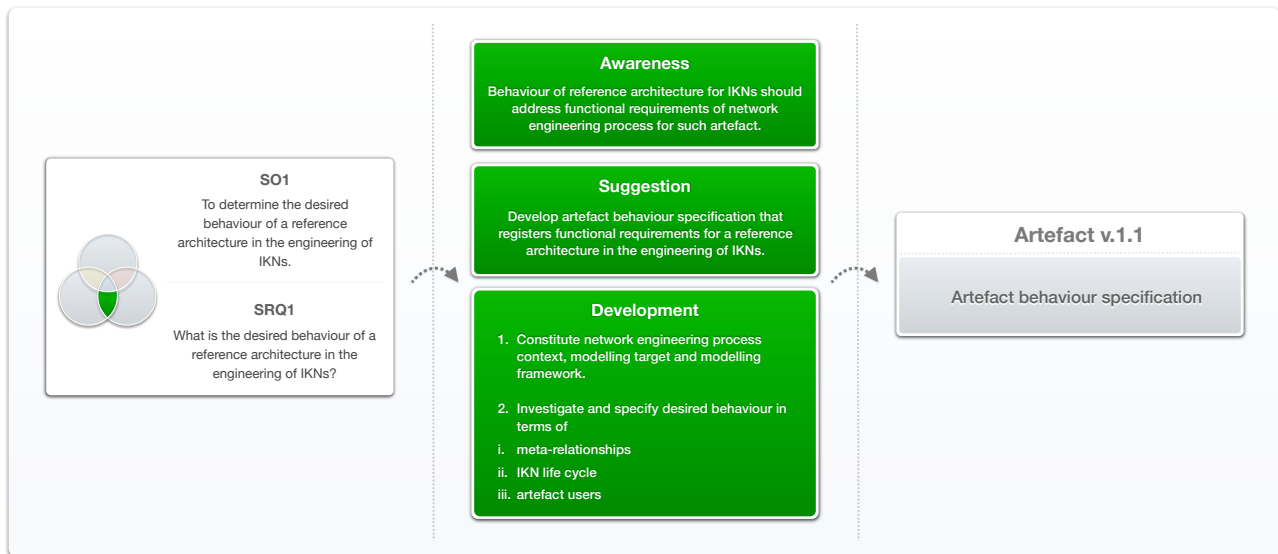 SO1
To determine the desired
behaviour of a reference
architecture in the engineering of
IKNs.
SRQ1
What is the desired behaviour of a
reference architecture in the
engineering of IKNs?
Awareness
Behaviour of reference architecture for IKNs should
address functional requirements of network
engineering process for such artefact.
Suggestion
Develop artefact behaviour specification that
registers functional requirements for a reference
architecture in the engineering of IKNs.
Development
1. Constitute network engineering process
context, modelling target and modelling
framework.
2. Investigate and specify desired behaviour in
terms of
i. meta-relationships
ii. IKN life cycle
iii. artefact users
Artefact v.1.1
Artefact behaviour specification